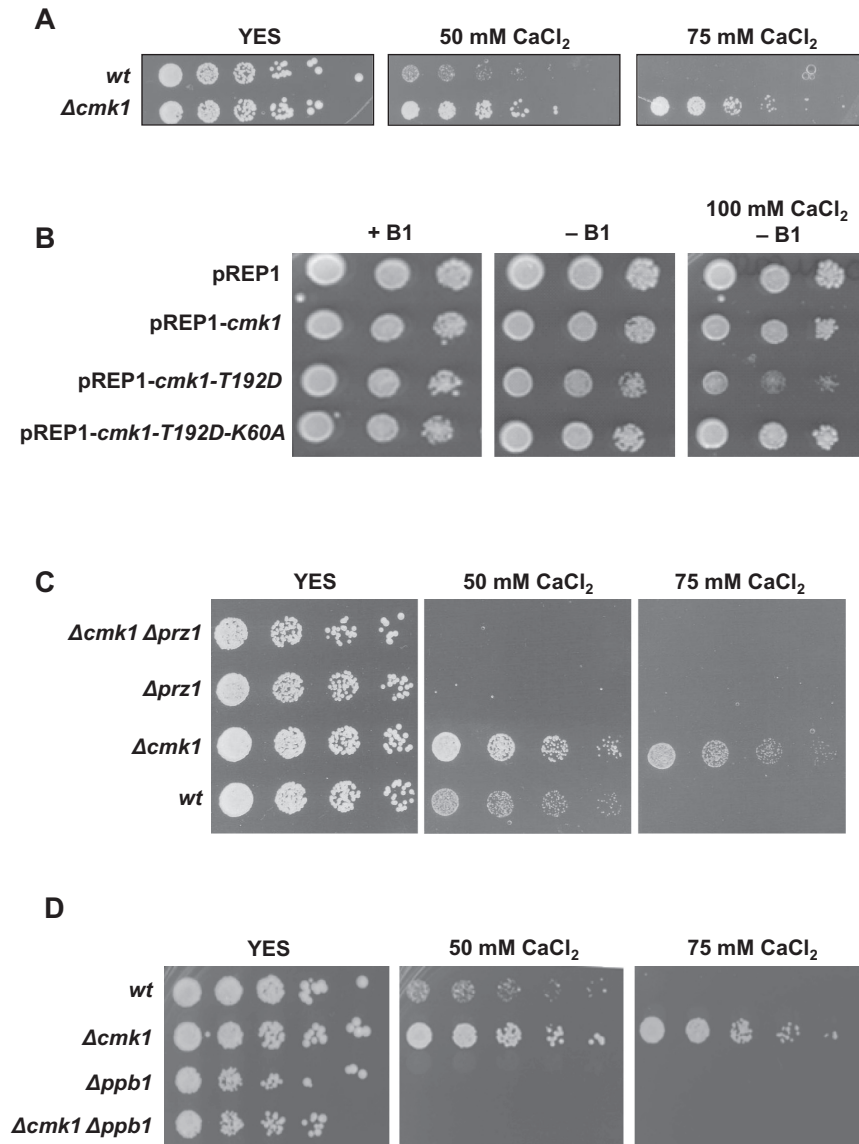 A
YES
50 mM CaCl₂
75 mM CaCl₂
wt
Δcmk1
B
+ B1
– B1
100 mM CaCl₂
– B1
pREP1
pREP1-cmk1
pREP1-cmk1-T192D
pREP1-cmk1-T192D-K60A
C
YES
50 mM CaCl₂
75 mM CaCl₂
Δcmk1 Δprz1
Δprz1
Δcmk1
wt
D
YES
50 mM CaCl₂
75 mM CaCl₂
wt
Δcmk1
Δppb1
Δcmk1 Δppb1